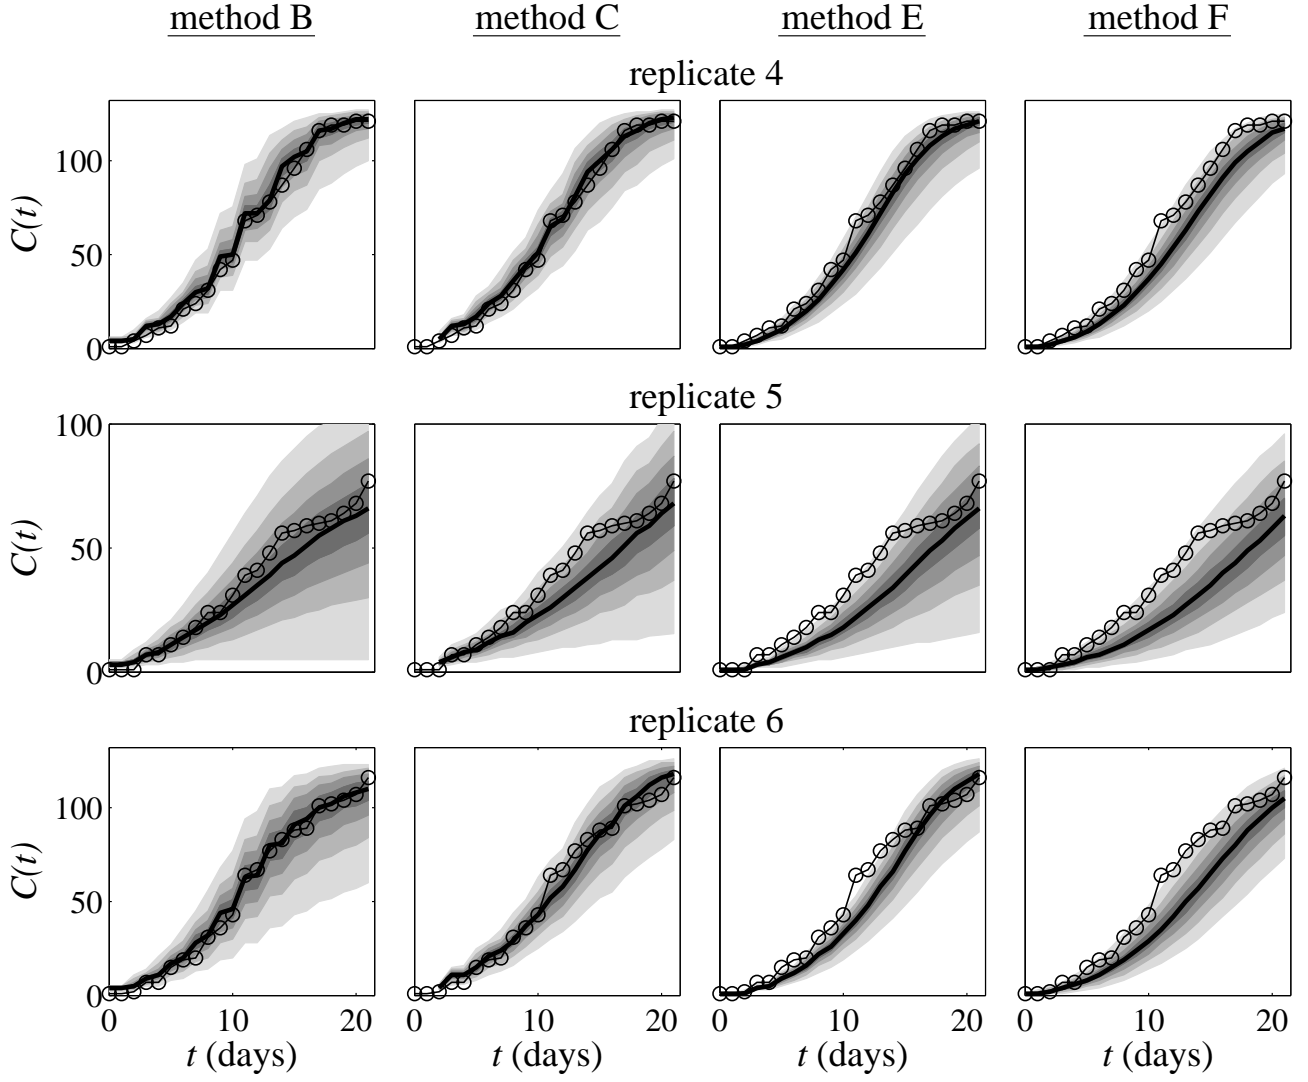 method B method C method E method F
replicate 4
100
50
0
C(t)
replicate 5
100
50
0
C(t)
replicate 6
100
50
0
C(t)
0 10 20 0 10 20 0 10 20 0 10 20
t (days) t (days) t (days) t (days)